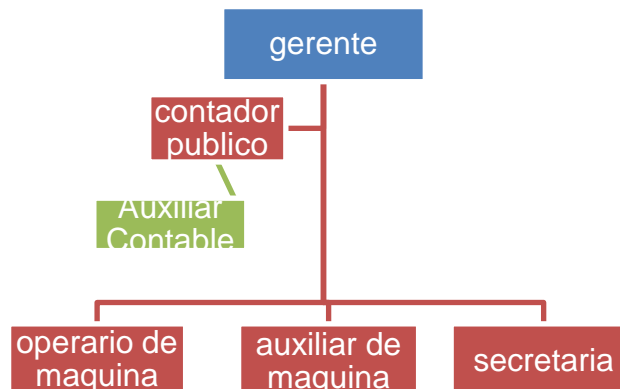 gerente
contador
publico
Auxiliar
Contable
operario de
maquina
auxiliar de
maquina
secretaria